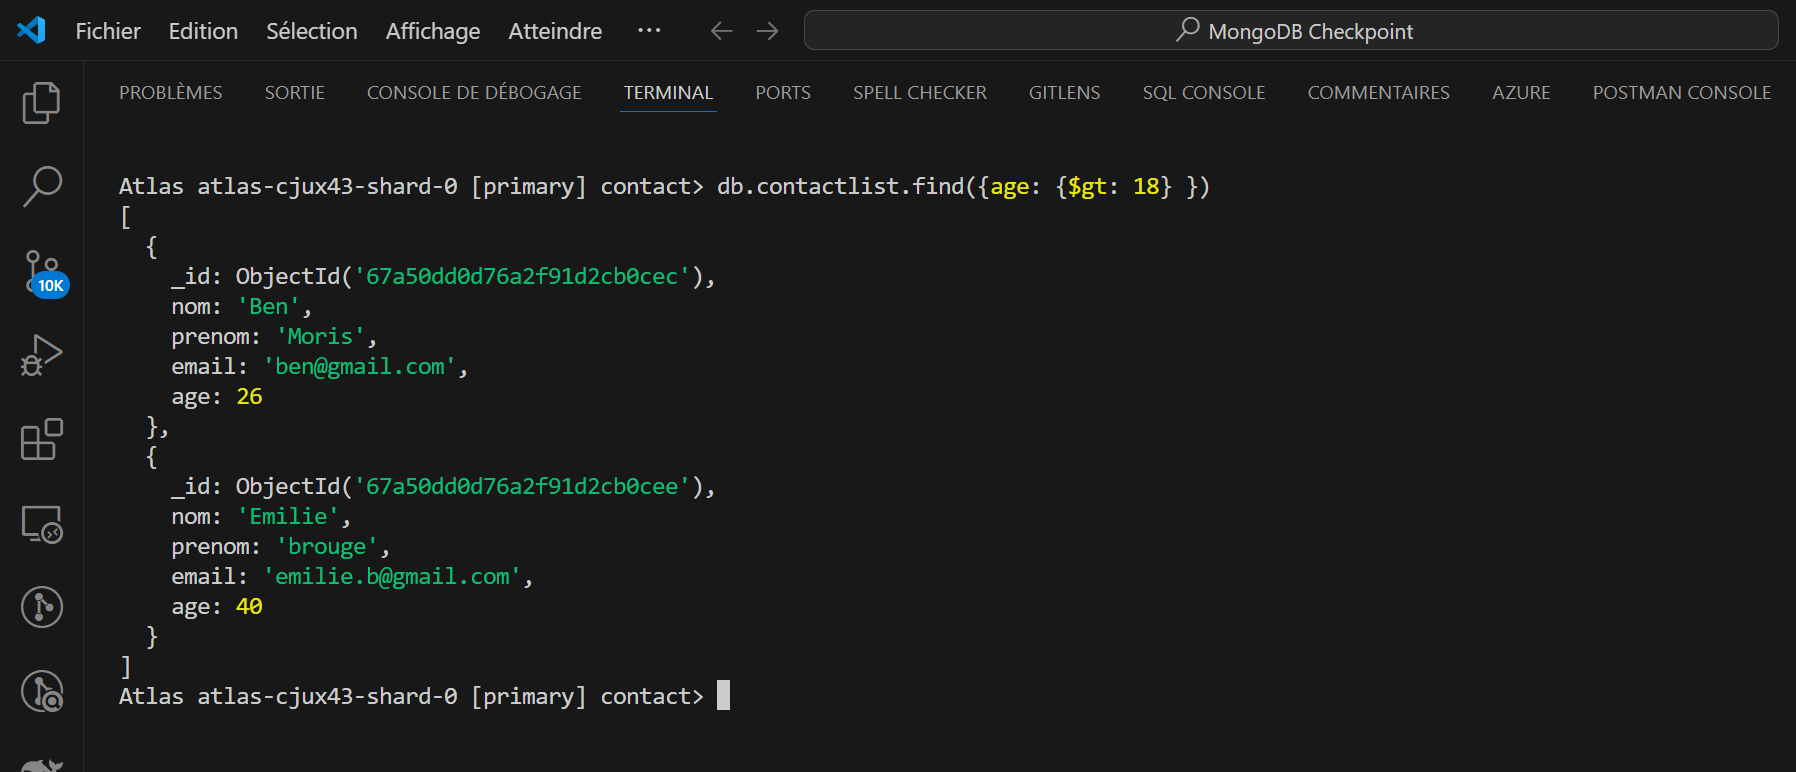 Fichier Edition Sélection Affichage Atteindre ··· MongoDB Checkpoint
PROBLÈMES SORTIE CONSOLE DE DÉBOGAGE TERMINAL PORTS SPELL CHECKER GITLENS SQL CONSOLE COMMENTAIRES AZURE POSTMAN CONSOLE
Atlas atlas-cjux43-shard-0 [primary] contact> db.contactlist.find({age: {$gt: 18} })
[
  {
    _id: ObjectId('67a50dd0d76a2f91d2cb0cec'),
    nom: 'Ben',
    prenom: 'Moris',
    email: 'ben@gmail.com',
    age: 26
  },
  {
    _id: ObjectId('67a50dd0d76a2f91d2cb0cee'),
    nom: 'Emilie',
    prenom: 'brouge',
    email: 'emilie.b@gmail.com',
    age: 40
  }
]
Atlas atlas-cjux43-shard-0 [primary] contact>
10K